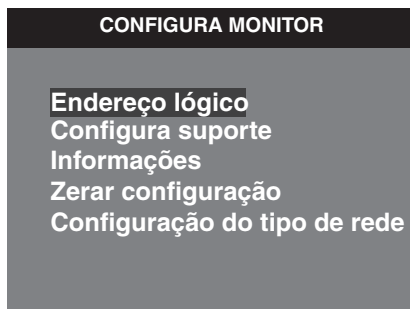 CONFIGURA MONITOR
Endereço lógico
Configura suporte
Informações
Zerar configuração
Configuração do tipo de rede